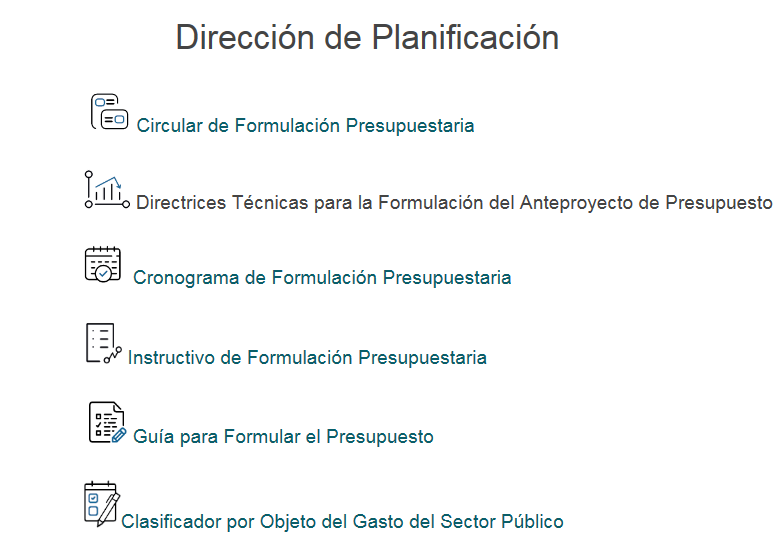 Dirección de Planificación
Circular de Formulación Presupuestaria
Directrices Técnicas para la Formulación del Anteproyecto de Presupuesto
Cronograma de Formulación Presupuestaria
Instructivo de Formulación Presupuestaria
Guía para Formular el Presupuesto
Clasificador por Objeto del Gasto del Sector Público